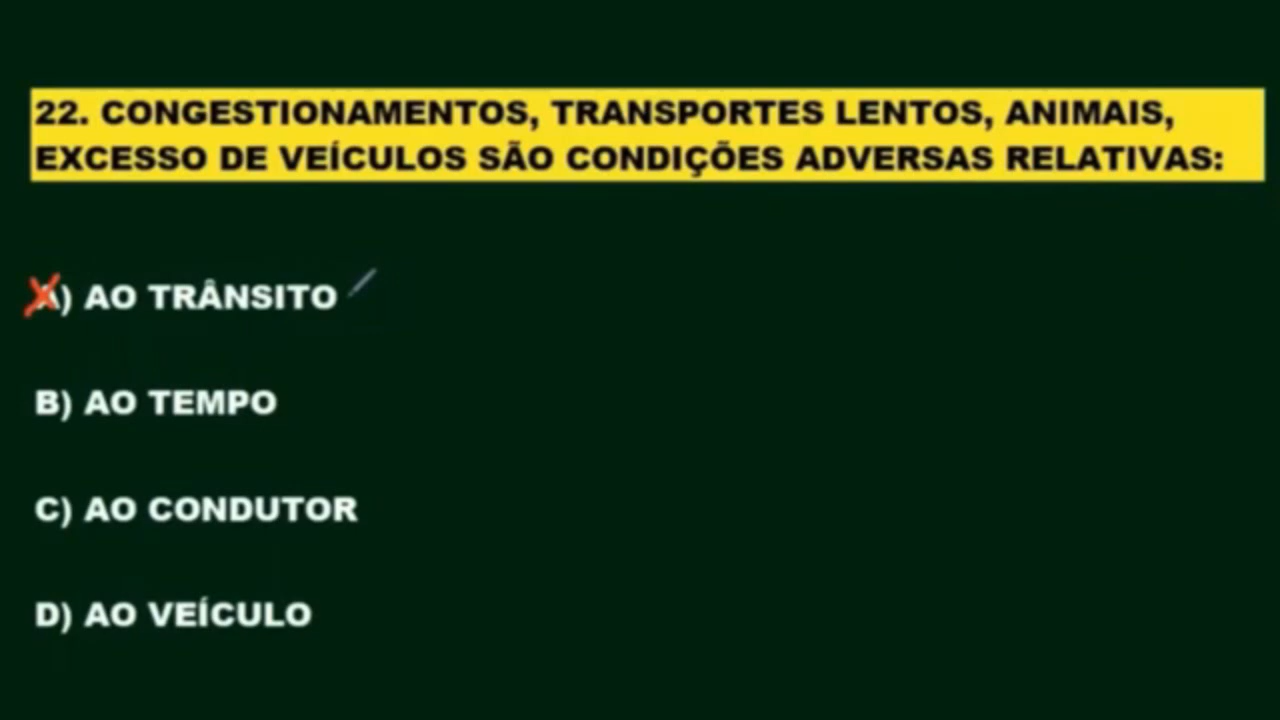 22. CONGESTIONAMENTOS, TRANSPORTES LENTOS, ANIMAIS,
EXCESSO DE VEÍCULOS SÃO CONDIÇÕES ADVERSAS RELATIVAS:
A) AO TRÂNSITO
B) AO TEMPO
C) AO CONDUTOR
D) AO VEÍCULO